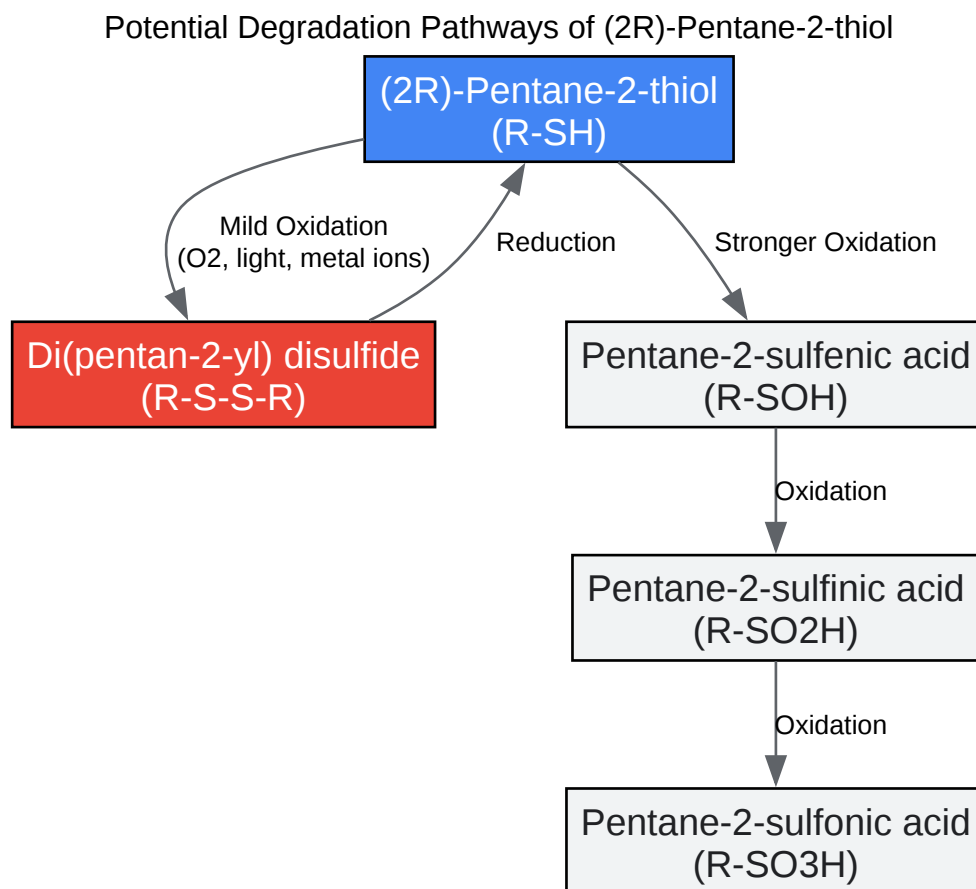 Potential Degradation Pathways of (2R)-Pentane-2-thiol
(2R)-Pentane-2-thiol
(R-SH)
Mild Oxidation
(O2, light, metal ions)
Reduction
Stronger Oxidation
Di(pentan-2-yl) disulfide
(R-S-S-R)
Pentane-2-sulfenic acid
(R-SOH)
Oxidation
Pentane-2-sulfinic acid
(R-SO2H)
Oxidation
Pentane-2-sulfonic acid
(R-SO3H)